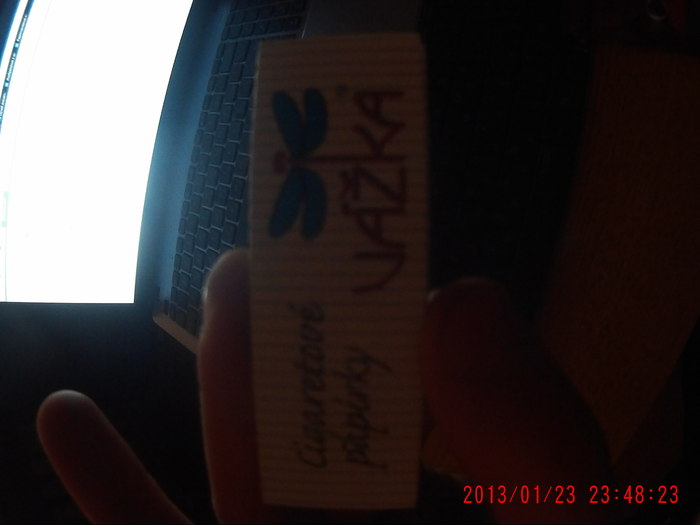 VÁŽKA
Cigaretové
papírky
2013/01/23 23:48:23